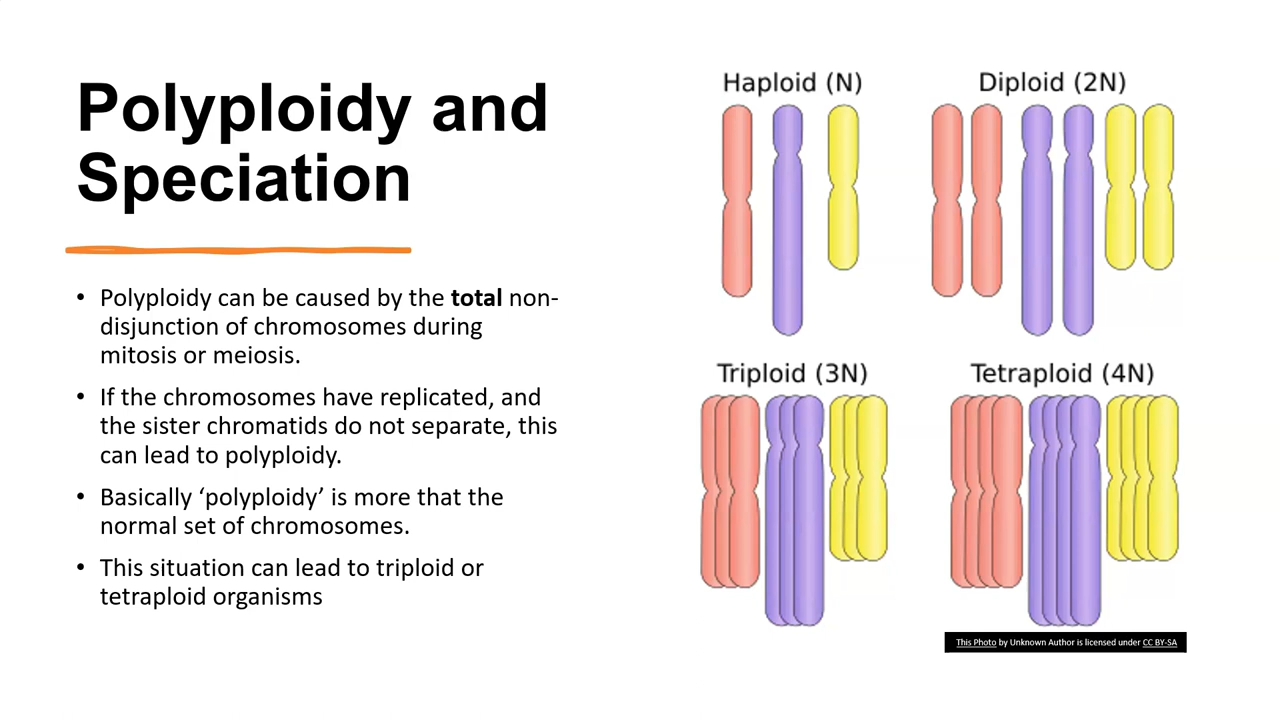 Polyploidy and
Speciation
• Polyploidy can be caused by the total non-
disjunction of chromosomes during
mitosis or meiosis.
• If the chromosomes have replicated, and
the sister chromatids do not separate, this
can lead to polyploidy.
• Basically ‘polyploidy’ is more that the
normal set of chromosomes.
• This situation can lead to triploid or
tetraploid organisms
Haploid (N)
Diploid (2N)
Triploid (3N)
Tetraploid (4N)
This Photo by Unknown Author is licensed under CC BY-SA